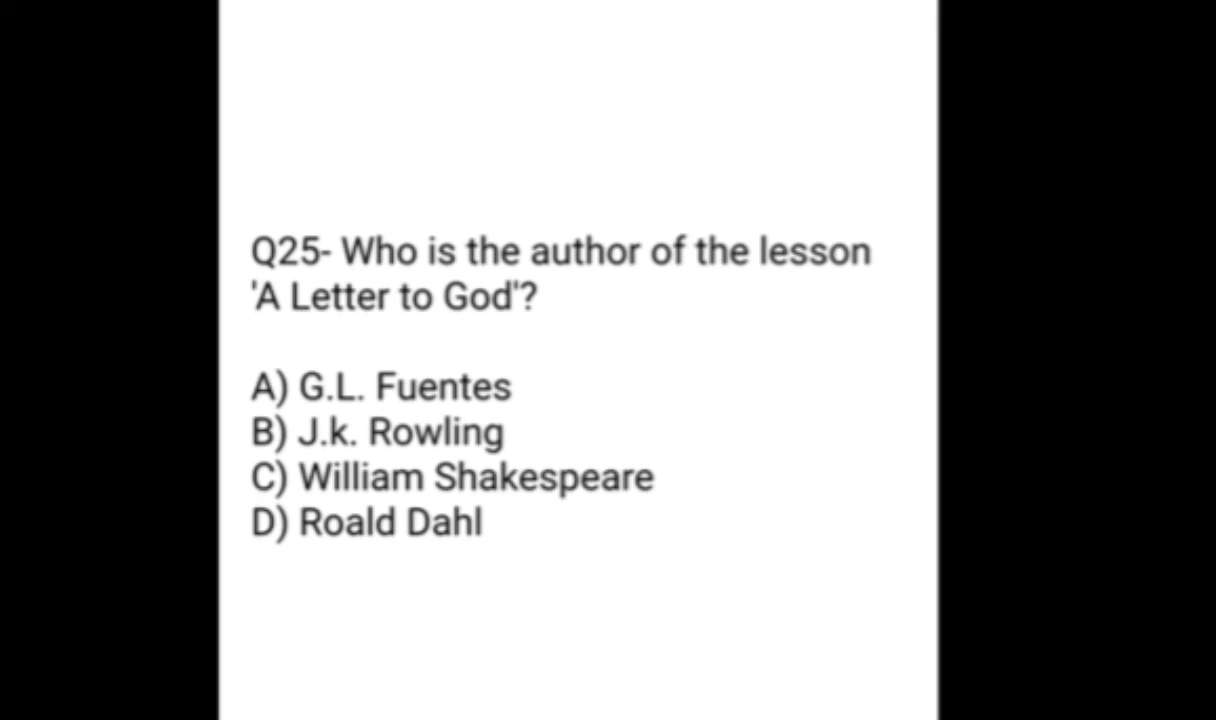 Q25- Who is the author of the lesson
'A Letter to God'?
A) G.L. Fuentes
B) J.k. Rowling
C) William Shakespeare
D) Roald Dahl